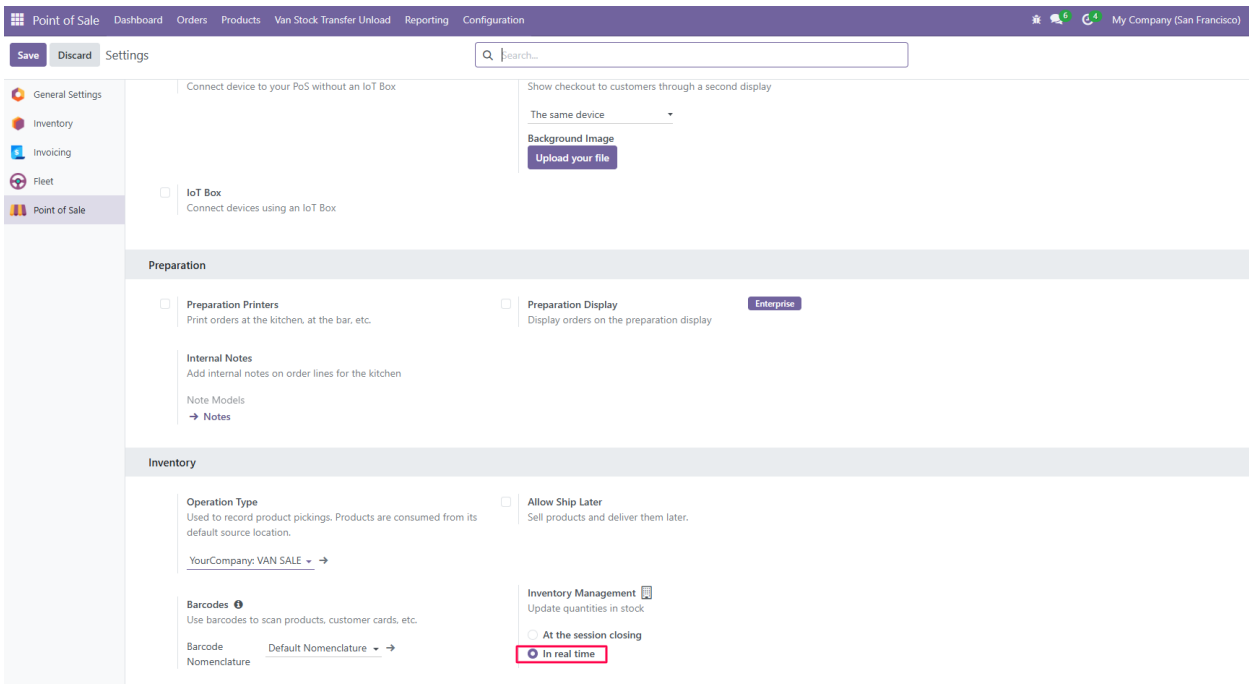 Point of Sale Dashboard Orders Products Van Stock Transfer Unload Reporting Configuration 6 4 My Company (San Francisco)
Save Discard Settings Search...
General Settings
Inventory
Invoicing
Fleet
Point of Sale
Connect device to your PoS without an IoT Box
Show checkout to customers through a second display
The same device
Background Image
Upload your file
IoT Box
Connect devices using an IoT Box
Preparation
Preparation Printers
Print orders at the kitchen, at the bar, etc.
Preparation Display Enterprise
Display orders on the preparation display
Internal Notes
Add internal notes on order lines for the kitchen
Note Models
→ Notes
Inventory
Operation Type
Used to record product pickings. Products are consumed from its
default source location.
YourCompany: VAN SALE →
Allow Ship Later
Sell products and deliver them later.
Barcodes
Use barcodes to scan products, customer cards, etc.
Barcode
Nomenclature
Default Nomenclature →
Inventory Management
Update quantities in stock
At the session closing
In real time